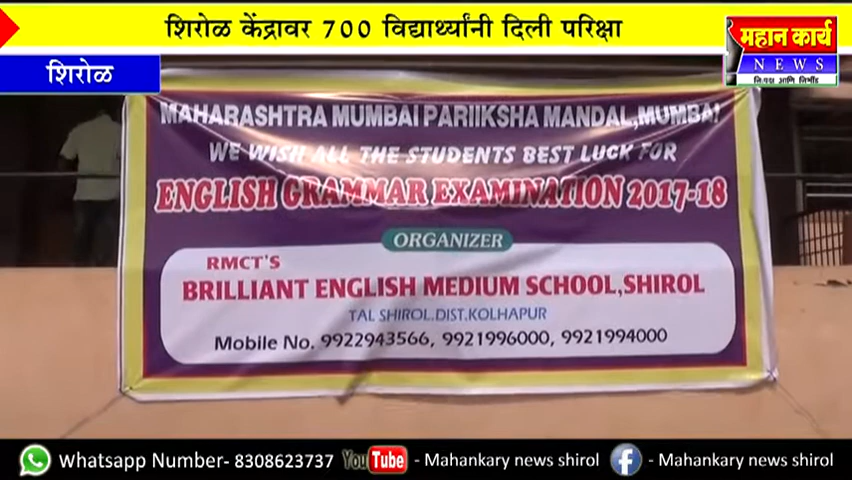 शिरोळ केंद्रावर 700 विद्यार्थ्यांनी दिली परिक्षा
महान कार्य
NEWS
नि:पक्ष आणि निर्भीड
शिरोळ
MAHARASHTRA MUMBAI PARIIKSHA MANDAL,MUMBAI
WE WISH ALL THE STUDENTS BEST LUCK FOR
ENGLISH GRAMMAR EXAMINATION 2017-18
ORGANIZER
RMCT'S
BRILLIANT ENGLISH MEDIUM SCHOOL,SHIROL
TAL SHIROL.DIST.KOLHAPUR
Mobile No. 9922943566, 9921996000, 9921994000
Whatsapp Number- 8308623737 YouTube - Mahankary news shirol f - Mahankary news shirol